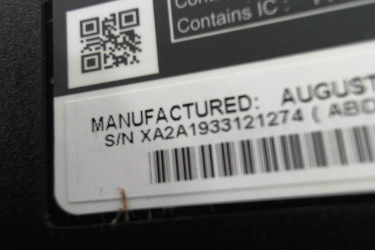 Contains IC:
MANUFACTURED: AUGUST
S/N XA2A1933121274 ( ABD